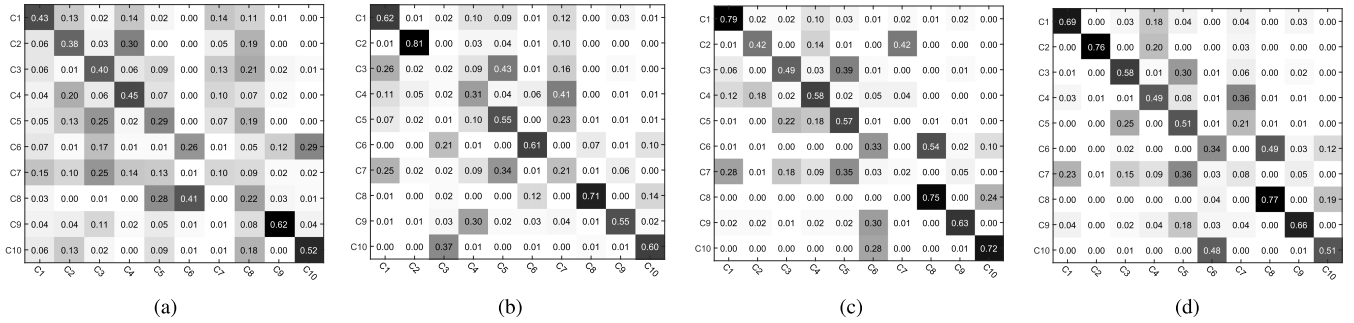 C1 0.43 0.13 0.02 0.14 0.02 0.00 0.14 0.11 0.00 0.00
C2 0.06 0.38 0.03 0.30 0.00 0.00 0.05 0.19 0.00 0.00
C3 0.06 0.01 0.40 0.06 0.09 0.00 0.13 0.21 0.02 0.01
C4 0.04 0.20 0.06 0.45 0.07 0.00 0.10 0.07 0.02 0.00
C5 0.05 0.13 0.25 0.02 0.29 0.00 0.07 0.19 0.00 0.00
C6 0.07 0.01 0.17 0.01 0.01 0.26 0.01 0.05 0.12 0.29
C7 0.15 0.10 0.25 0.14 0.13 0.01 0.09 0.10 0.02 0.00
C8 0.03 0.00 0.01 0.00 0.28 0.41 0.00 0.22 0.03 0.01
C9 0.04 0.04 0.11 0.02 0.05 0.01 0.01 0.08 0.62 0.04
C10 0.06 0.13 0.02 0.00 0.09 0.00 0.01 0.18 0.00 0.52
C1 C2 C3 C4 C5 C6 C7 C8 C9 C10
(a)
C1 0.62 0.01 0.02 0.10 0.09 0.00 0.12 0.00 0.03 0.01
C2 0.01 0.81 0.00 0.03 0.04 0.00 0.10 0.00 0.01 0.00
C3 0.26 0.02 0.09 0.02 0.43 0.01 0.16 0.00 0.01 0.01
C4 0.11 0.05 0.02 0.31 0.04 0.06 0.41 0.00 0.01 0.00
C5 0.07 0.02 0.01 0.10 0.55 0.00 0.23 0.00 0.01 0.00
C6 0.00 0.00 0.21 0.00 0.00 0.61 0.00 0.07 0.01 0.10
C7 0.25 0.02 0.02 0.09 0.34 0.00 0.21 0.00 0.06 0.00
C8 0.01 0.00 0.02 0.00 0.00 0.12 0.00 0.71 0.00 0.14
C9 0.01 0.01 0.03 0.30 0.02 0.03 0.04 0.01 0.55 0.02
C10 0.00 0.00 0.37 0.01 0.00 0.01 0.00 0.01 0.00 0.60
C1 C2 C3 C4 C5 C6 C7 C8 C9 C10
(b)
C1 0.79 0.02 0.02 0.10 0.03 0.00 0.01 0.00 0.02 0.00
C2 0.01 0.42 0.00 0.14 0.01 0.00 0.42 0.00 0.00 0.00
C3 0.06 0.00 0.49 0.03 0.39 0.01 0.00 0.00 0.01 0.00
C4 0.12 0.18 0.02 0.58 0.02 0.05 0.04 0.00 0.00 0.00
C5 0.01 0.00 0.22 0.18 0.57 0.01 0.00 0.00 0.00 0.00
C6 0.01 0.00 0.00 0.00 0.00 0.33 0.00 0.54 0.02 0.10
C7 0.28 0.01 0.18 0.09 0.35 0.00 0.03 0.00 0.05 0.00
C8 0.00 0.00 0.00 0.00 0.00 0.00 0.00 0.75 0.00 0.24
C9 0.02 0.02 0.01 0.02 0.00 0.30 0.00 0.00 0.63 0.00
C10 0.00 0.00 0.00 0.00 0.00 0.28 0.00 0.00 0.00 0.72
C1 C2 C3 C4 C5 C6 C7 C8 C9 C10
(c)
C1 0.69 0.00 0.03 0.18 0.04 0.00 0.04 0.00 0.03 0.00
C2 0.00 0.76 0.00 0.20 0.00 0.00 0.03 0.00 0.00 0.00
C3 0.02 0.00 0.58 0.01 0.30 0.01 0.06 0.00 0.02 0.00
C4 0.03 0.01 0.00 0.49 0.08 0.01 0.36 0.01 0.01 0.00
C5 0.00 0.00 0.25 0.00 0.51 0.02 0.21 0.00 0.01 0.00
C6 0.00 0.00 0.01 0.00 0.00 0.34 0.00 0.49 0.03 0.12
C7 0.23 0.01 0.15 0.09 0.36 0.03 0.08 0.00 0.05 0.00
C8 0.00 0.00 0.00 0.00 0.00 0.04 0.00 0.77 0.00 0.19
C9 0.04 0.00 0.02 0.04 0.18 0.03 0.02 0.01 0.66 0.00
C10 0.00 0.00 0.01 0.00 0.00 0.48 0.00 0.00 0.00 0.51
C1 C2 C3 C4 C5 C6 C7 C8 C9 C10
(d)